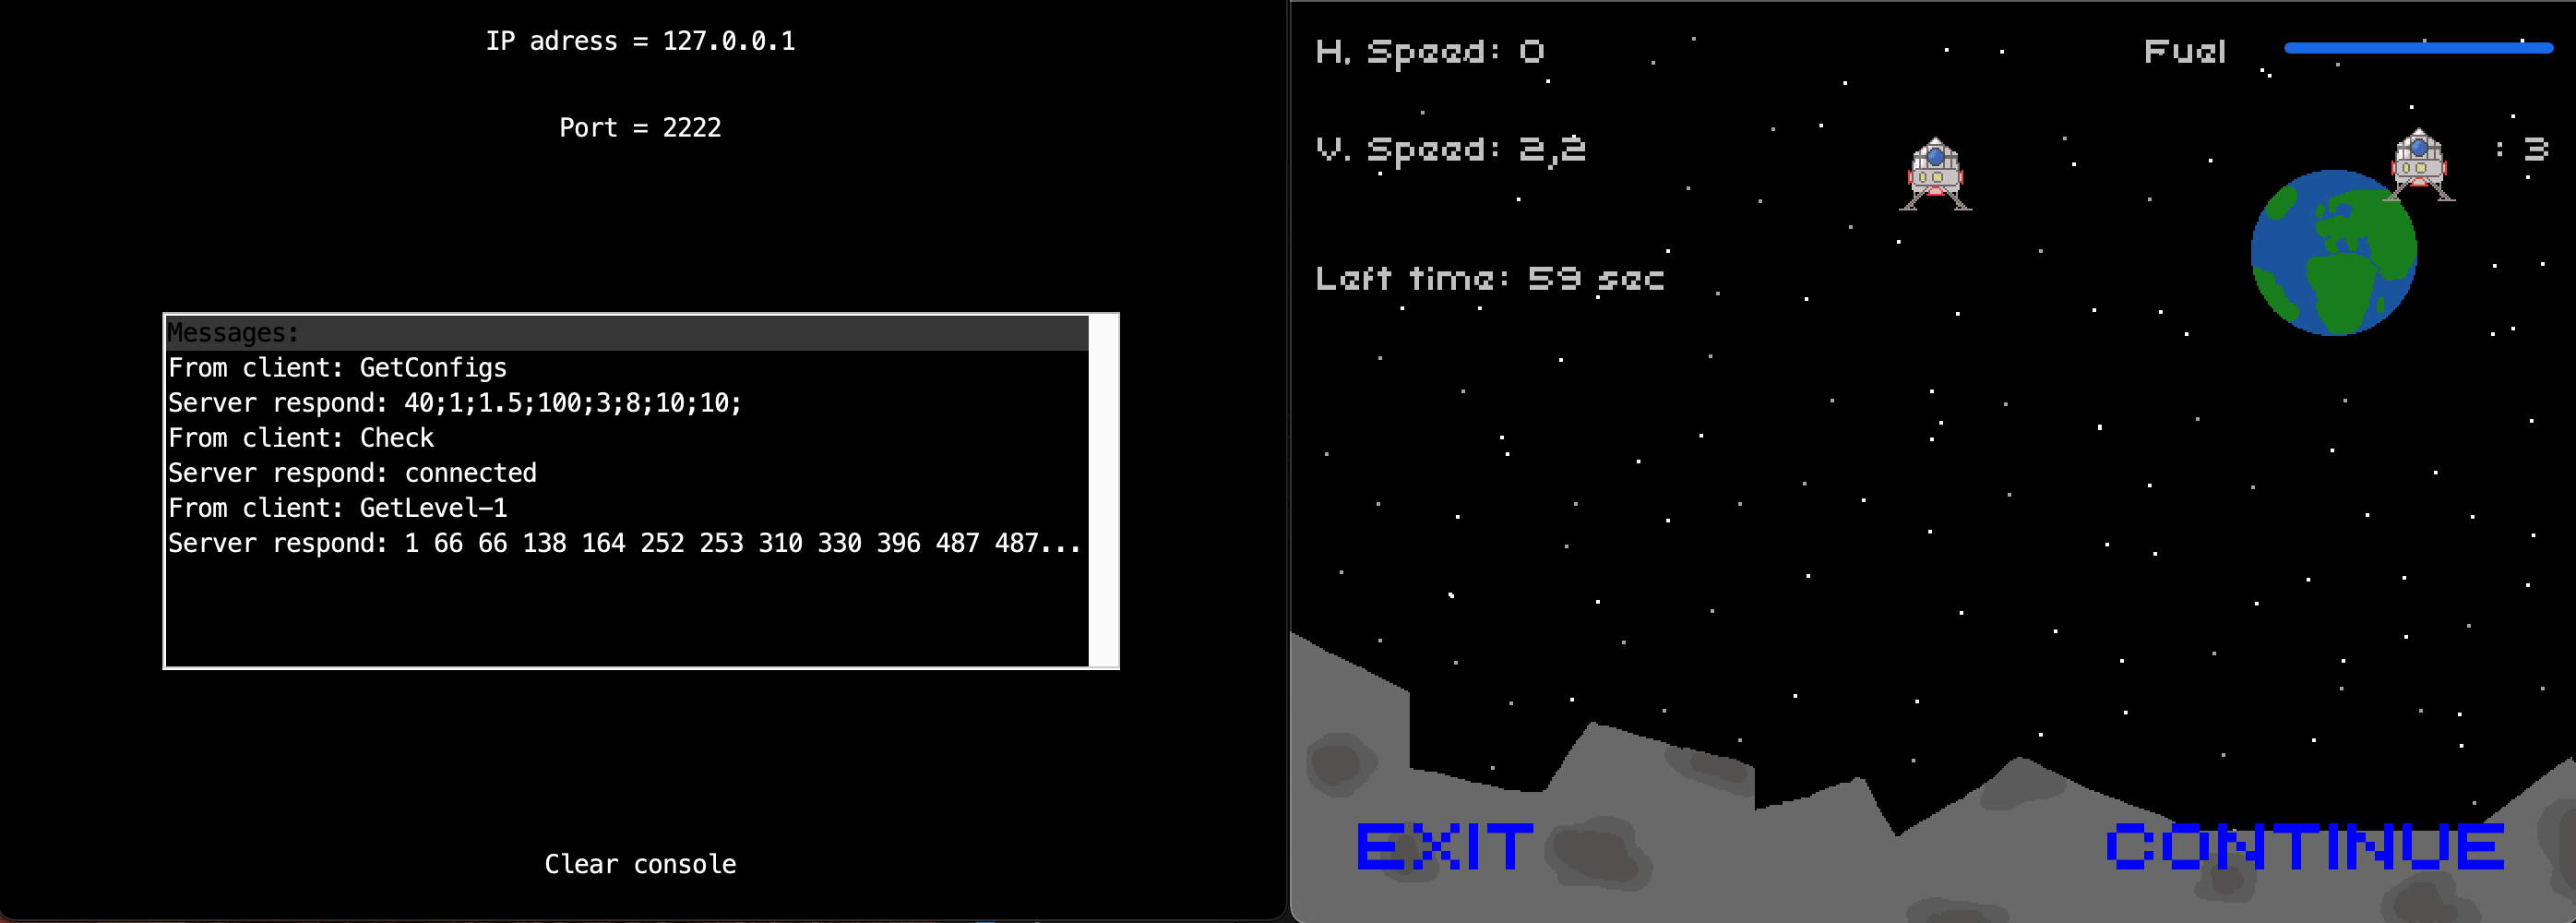 IP adress = 127.0.0.1
Port = 2222
Messages:
From client: GetConfigs
Server respond: 40;1;1.5;100;3;8;10;10;
From client: Check
Server respond: connected
From client: GetLevel-1
Server respond: 1 66 66 138 164 252 253 310 330 396 487 487...
Clear console
H. Speed: 0
Fuel
V. Speed: 2,2
: 3
Left time: 59 sec
EXIT
CONTINUE